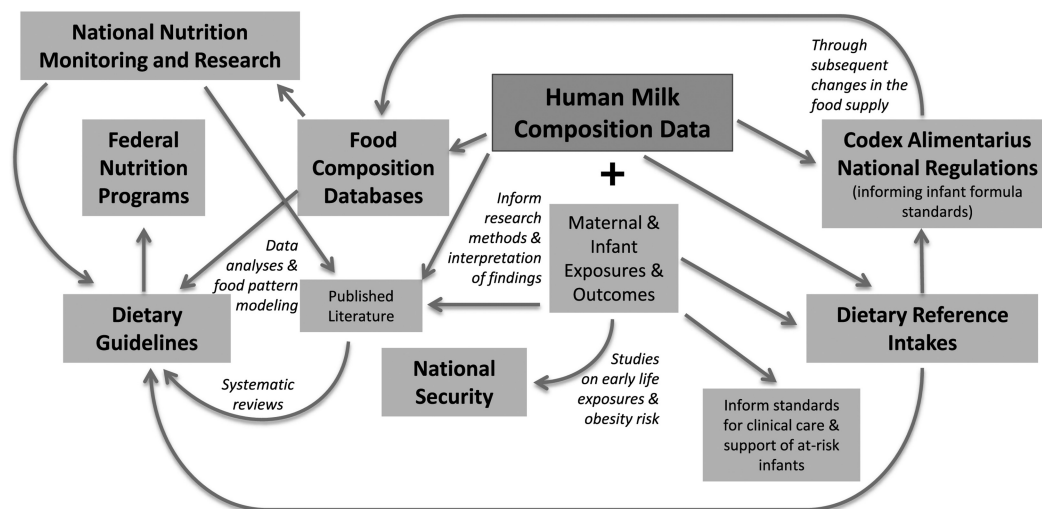 National Nutrition
Monitoring and Research
Through
subsequent
changes in the
food supply
Human Milk
Composition Data
+
Federal
Nutrition
Programs
Food
Composition
Databases
Codex Alimentarius
National Regulations
(informing infant formula
standards)
Inform
research
methods &
interpretation
of findings
Maternal &
Infant
Exposures &
Outcomes
Data
analyses &
food pattern
modeling
Dietary
Guidelines
Published
Literature
Dietary Reference
Intakes
National
Security
Studies
on early life
exposures &
obesity risk
Systematic
reviews
Inform standards
for clinical care &
support of at-risk
infants